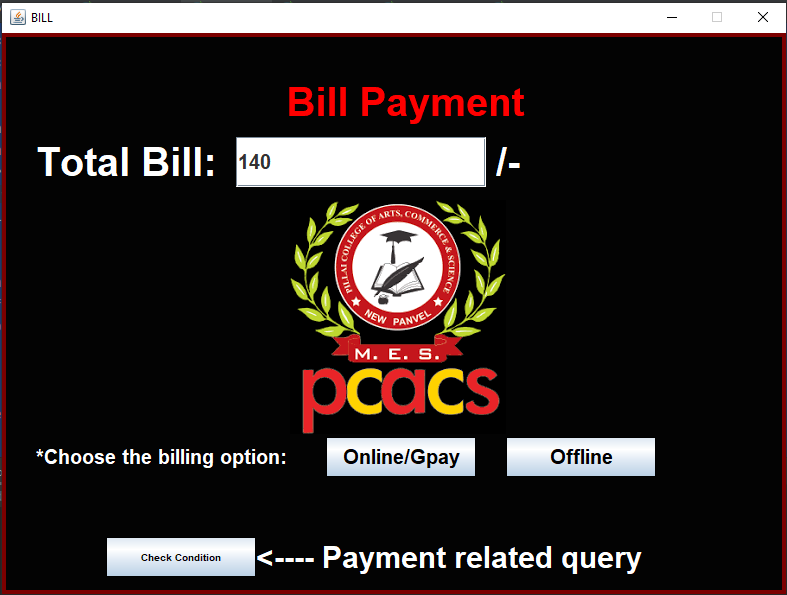 BILL
Bill Payment
Total Bill: 140 /-
PILLAI COLLEGE OF ARTS, COMMERCE & SCIENCE
NEW PANVEL
M. E. S.
pcacs
*Choose the billing option: Online/Gpay Offline
Check Condition <---- Payment related query